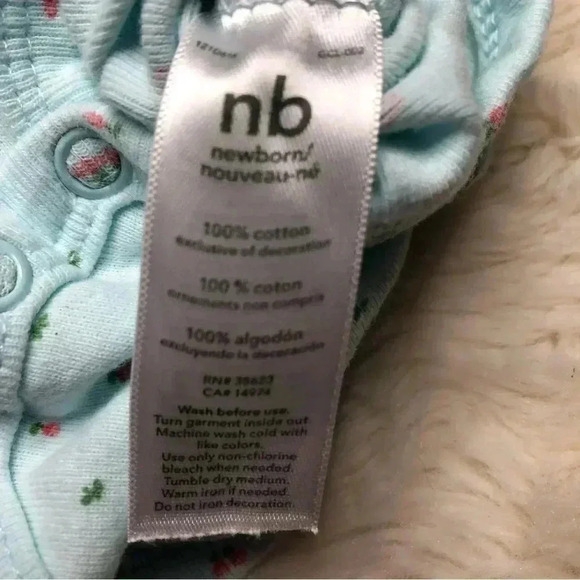 nb
newborn/
nouveau-né
100% cotton
exclusive of decoration
100 % coton
ornements non compris
100% algodón
excluyendo la decoración
RN# 35623
CA# 14974
Wash before use.
Turn garment inside out.
Machine wash cold with
like colors.
Use only non-chlorine
bleach when needed.
Tumble dry medium.
Warm iron if needed.
Do not iron decoration.